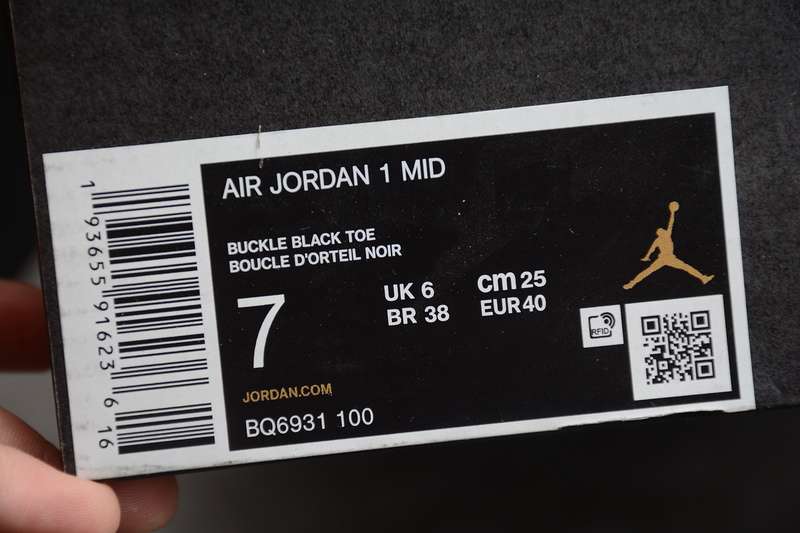 AIR JORDAN 1 MID
BUCKLE BLACK TOE
BOUCLE D'ORTEIL NOIR
7
UK 6
BR 38
cm 25
EUR 40
RFID
JORDAN.COM
BQ6931 100
1 93655 91623 6 16